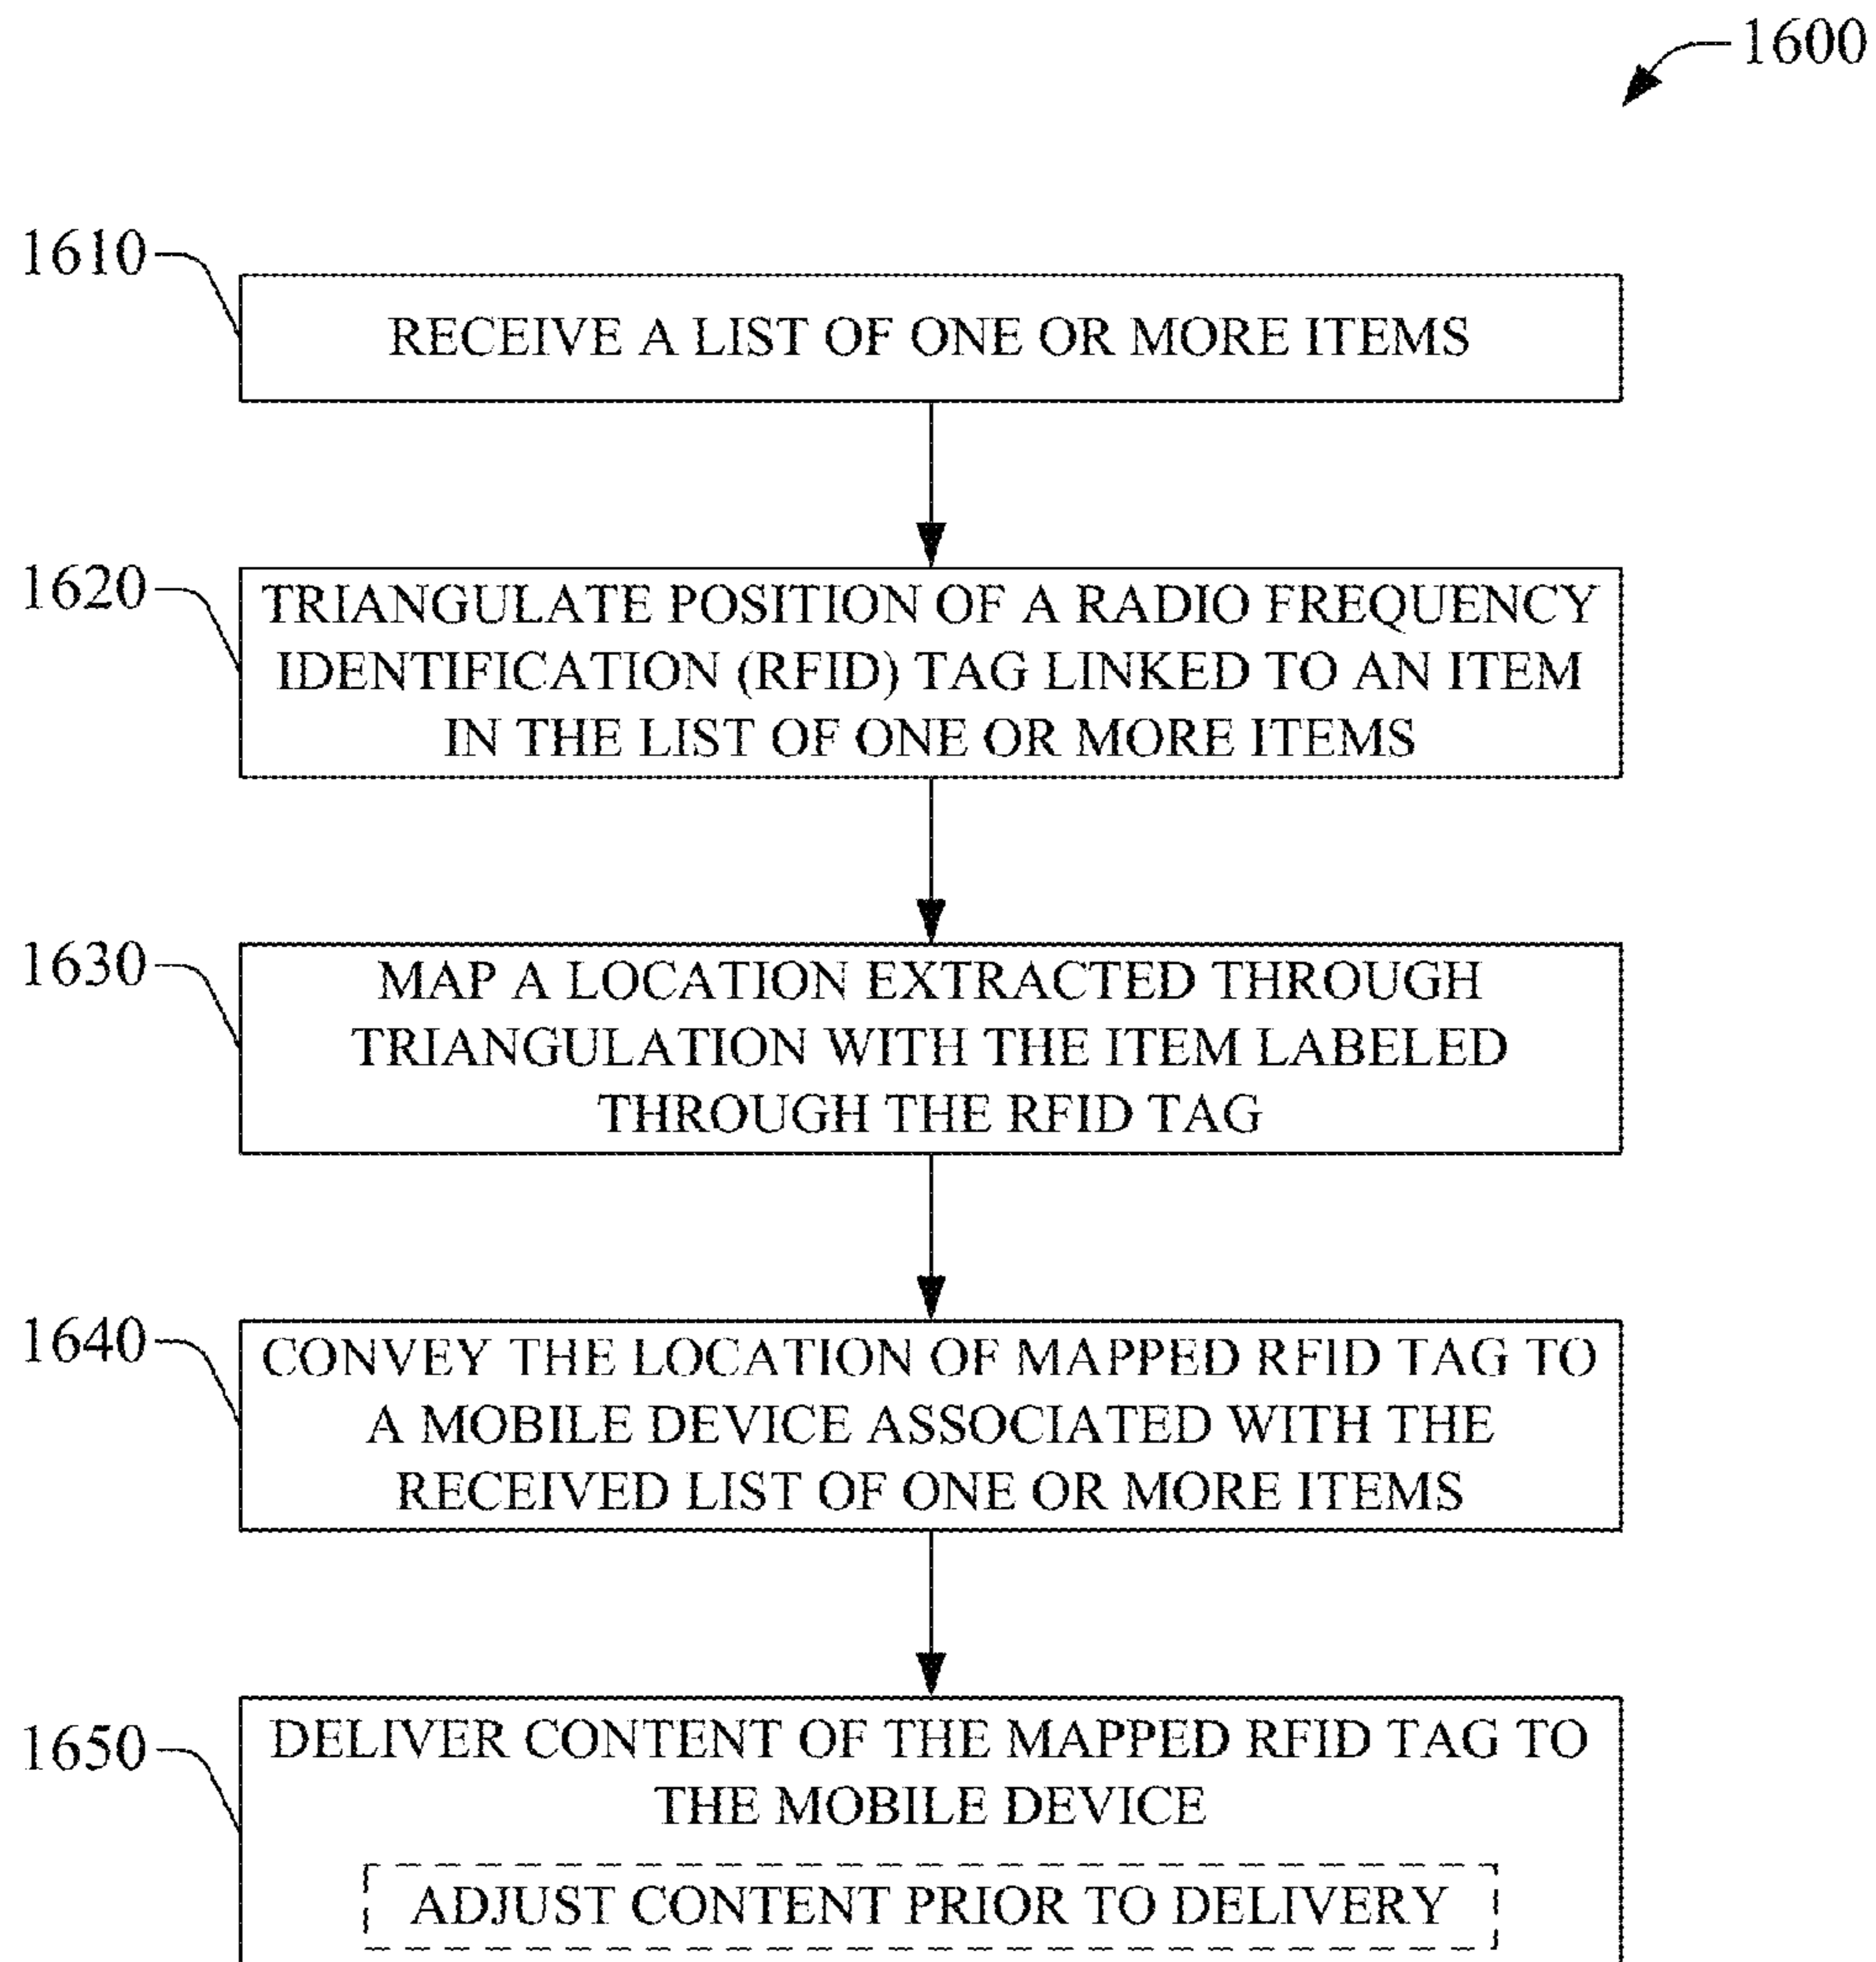 1600
1610
RECEIVE A LIST OF ONE OR MORE ITEMS
1620
TRIANGULATE POSITION OF A RADIO FREQUENCY
IDENTIFICATION (RFID) TAG LINKED TO AN ITEM
IN THE LIST OF ONE OR MORE ITEMS
1630
MAP A LOCATION EXTRACTED THROUGH
TRIANGULATION WITH THE ITEM LABELED
THROUGH THE RFID TAG
1640
CONVEY THE LOCATION OF MAPPED RFID TAG TO
A MOBILE DEVICE ASSOCIATED WITH THE
RECEIVED LIST OF ONE OR MORE ITEMS
1650
DELIVER CONTENT OF THE MAPPED RFID TAG TO
THE MOBILE DEVICE
ADJUST CONTENT PRIOR TO DELIVERY